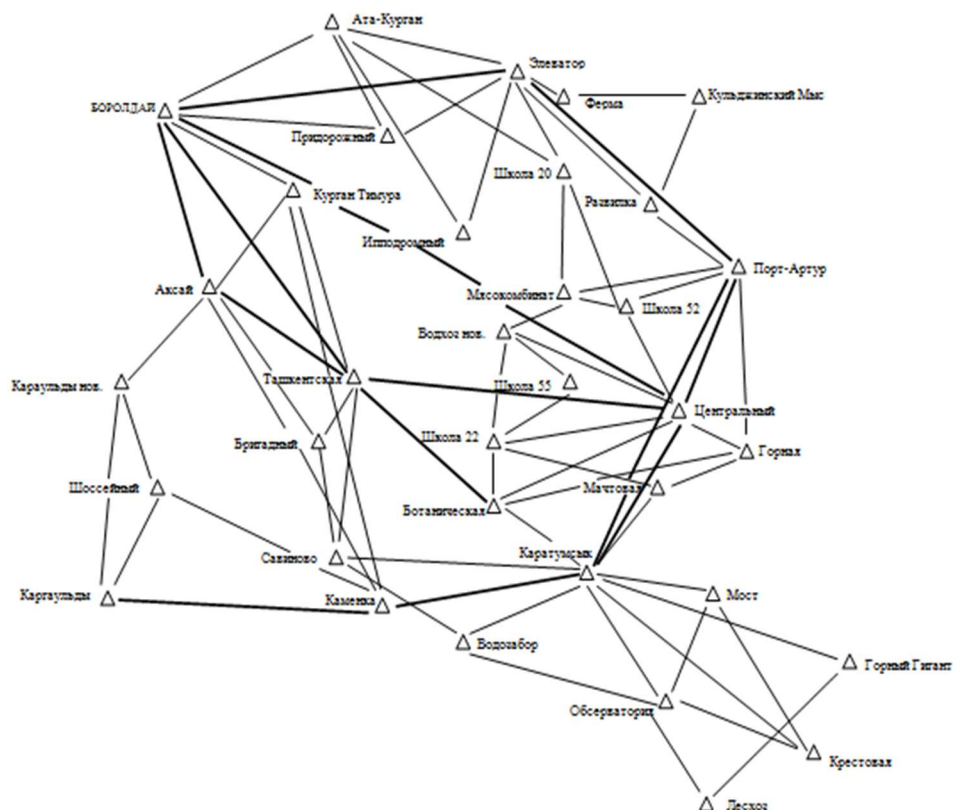 Ата-Курган
Элеватор
БОРОЛДАЙ
Ферма
Кульджинский Мыс
Придорожный
Школа 20
Курган Тимура
Развилка
Ипподромный
Порт-Артур
Аксай
Мясокомбинат
Школа 52
Водхоз нов.
Караульды нов.
Ташкентская
Школа 55
Центральный
Бригадный
Школа 22
Горная
Шоссейный
Мачтовая
Ботаническая
Савиново
Каратумсык
Каргаульды
Каменка
Мост
Водозабор
Горный Гигант
Обсерватория
Крестовая
Лесхоз